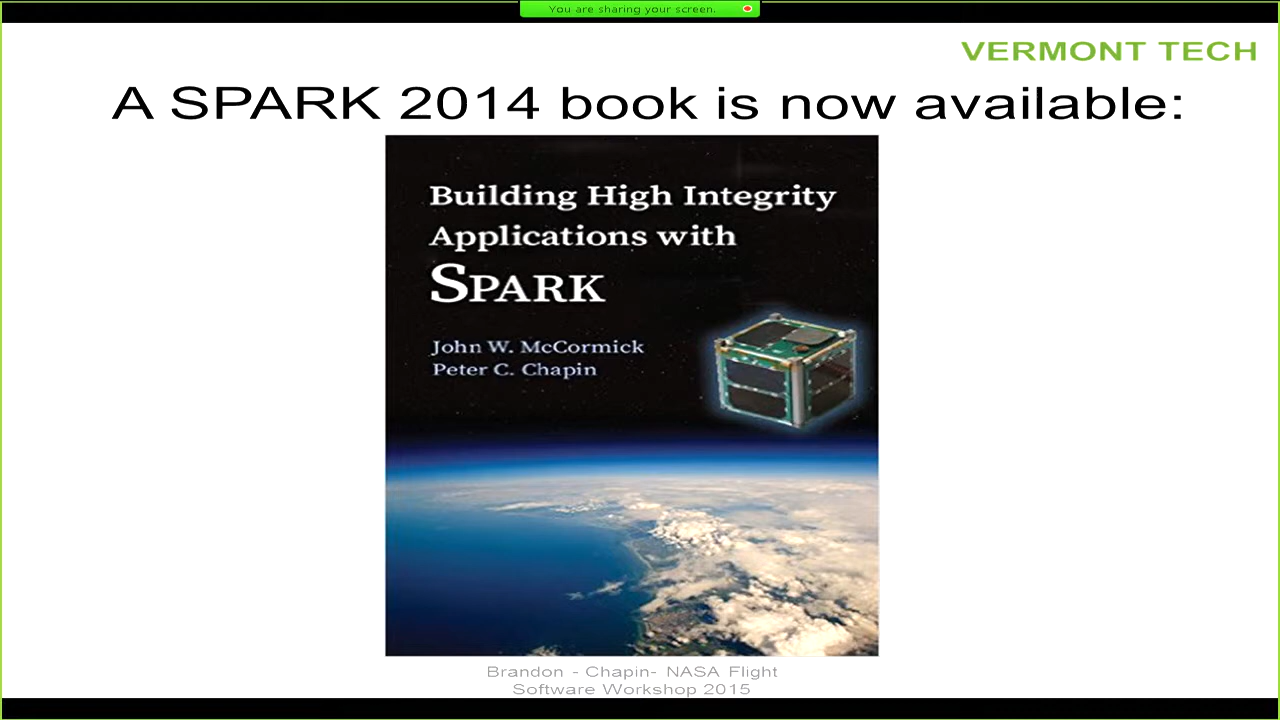 You are sharing your screen.
VERMONT TECH
A SPARK 2014 book is now available:
Building High Integrity
Applications with
SPARK
John W. McCormick
Peter C. Chapin
Brandon - Chapin- NASA Flight
Software Workshop 2015